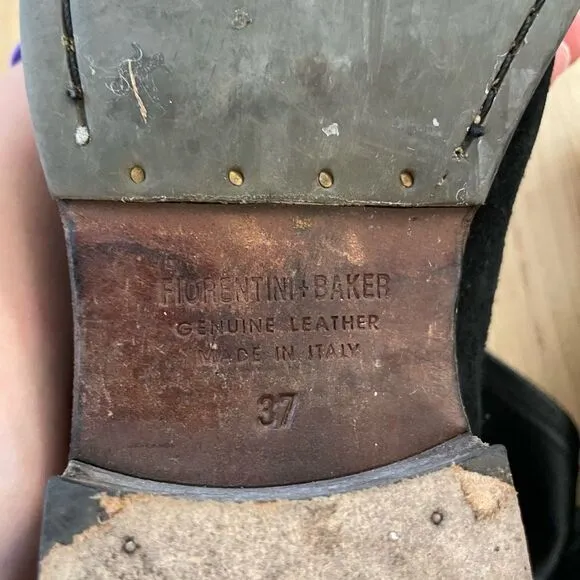 FIORENTINI+BAKER
GENUINE LEATHER
MADE IN ITALY
37